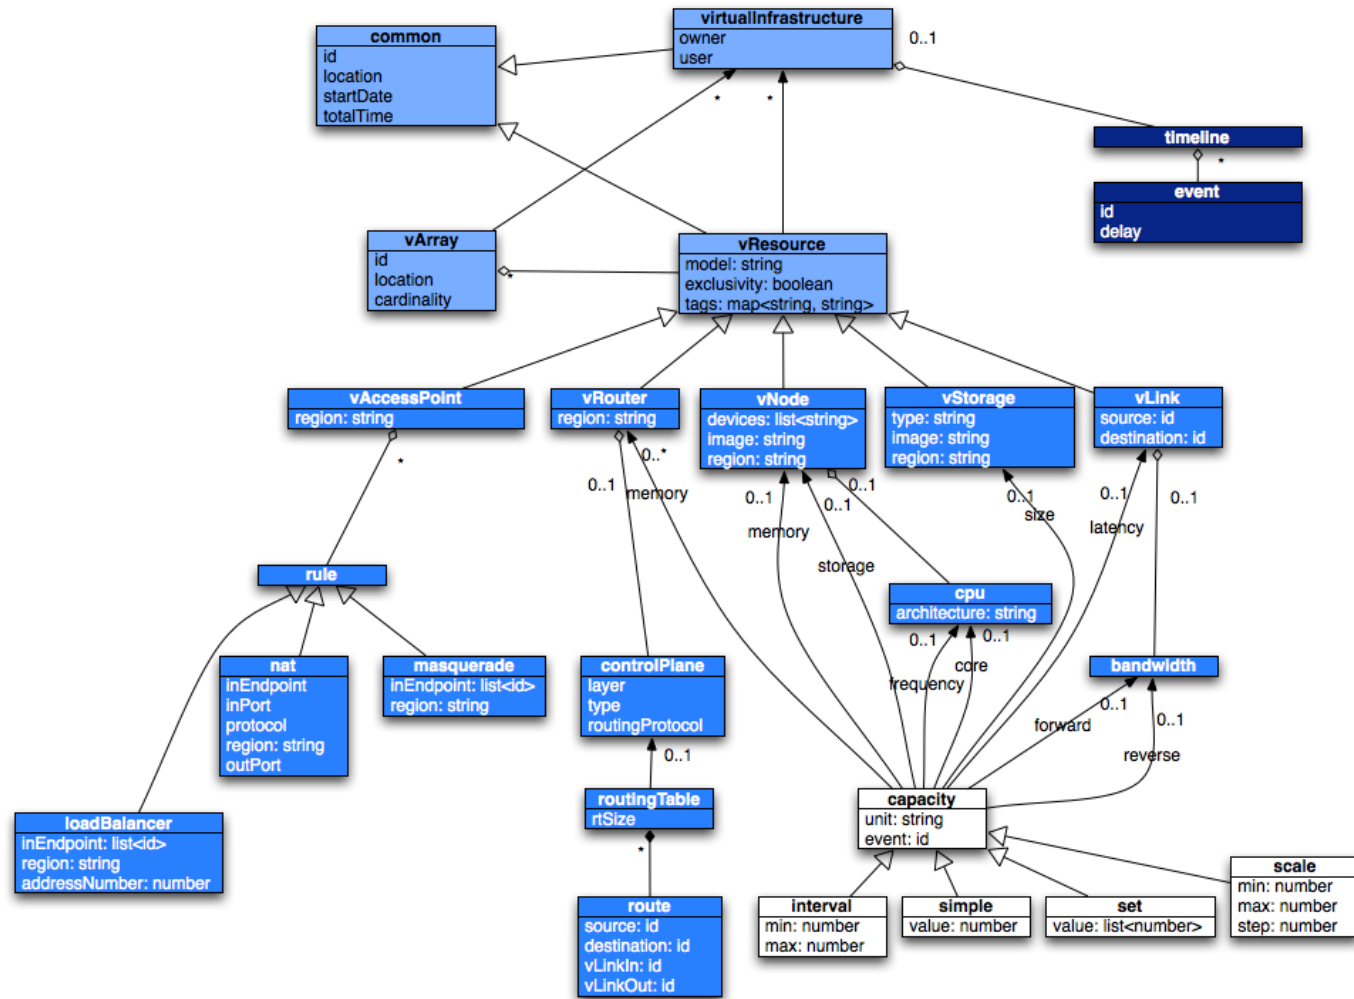 virtualInfrastructure
owner
user
0..1
common
id
location
startDate
totalTime
*
*
timeline
*
event
id
delay
vArray
id
location
cardinality
*
vResource
model: string
exclusivity: boolean
tags: map<string, string>
vAccessPoint
region: string
*
vRouter
region: string
0..*
0..1
memory
vNode
devices: list<string>
image: string
region: string
0..1
0..1
0..1
memory
storage
vStorage
type: string
image: string
region: string
0..1
size
vLink
source: id
destination: id
0..1
0..1
latency
rule
cpu
architecture: string
0..1
0..1
core
frequency
nat
inEndpoint
inPort
protocol
region: string
outPort
masquerade
inEndpoint: list<id>
region: string
controlPlane
layer
type
routingProtocol
0..1
bandwidth
0..1
0..1
forward
reverse
routingTable
rtSize
*
capacity
unit: string
event: id
loadBalancer
inEndpoint: list<id>
region: string
addressNumber: number
route
source: id
destination: id
vLinkIn: id
vLinkOut: id
interval
min: number
max: number
simple
value: number
set
value: list<number>
scale
min: number
max: number
step: number